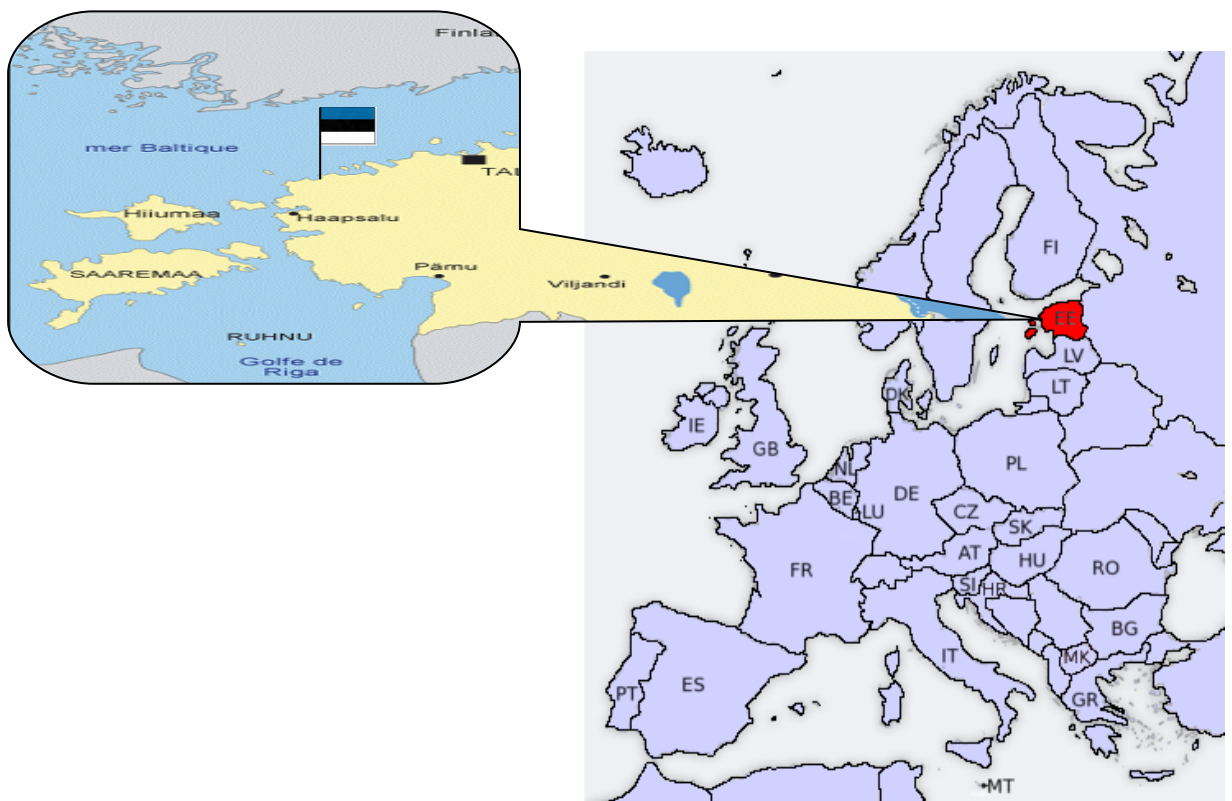 Finla
mer Baltique
TAL
Hiiumaa
Haapsalu
SAAREMAA
Pärnu
Viljandi
RUHNU
Golfe de
Riga
FI
EE
LV
LT
DK
IE
GB
NL
PL
BE
DE
LU
CZ
SK
AT
HU
FR
RO
SI
HR
BG
IT
MK
ES
PT
GR
MT